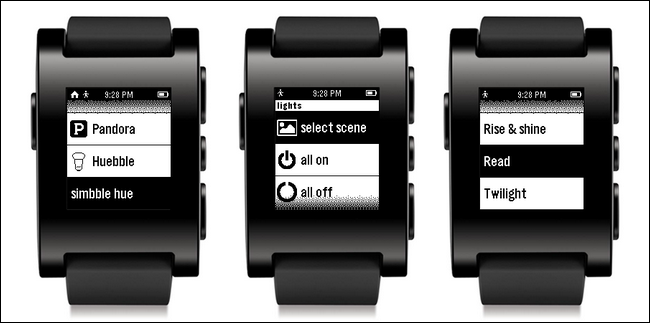 9:28 PM
P Pandora
Huebble
simbble hue
9:28 PM
lights
select scene
all on
all off
9:28 PM
Rise & shine
Read
Twilight